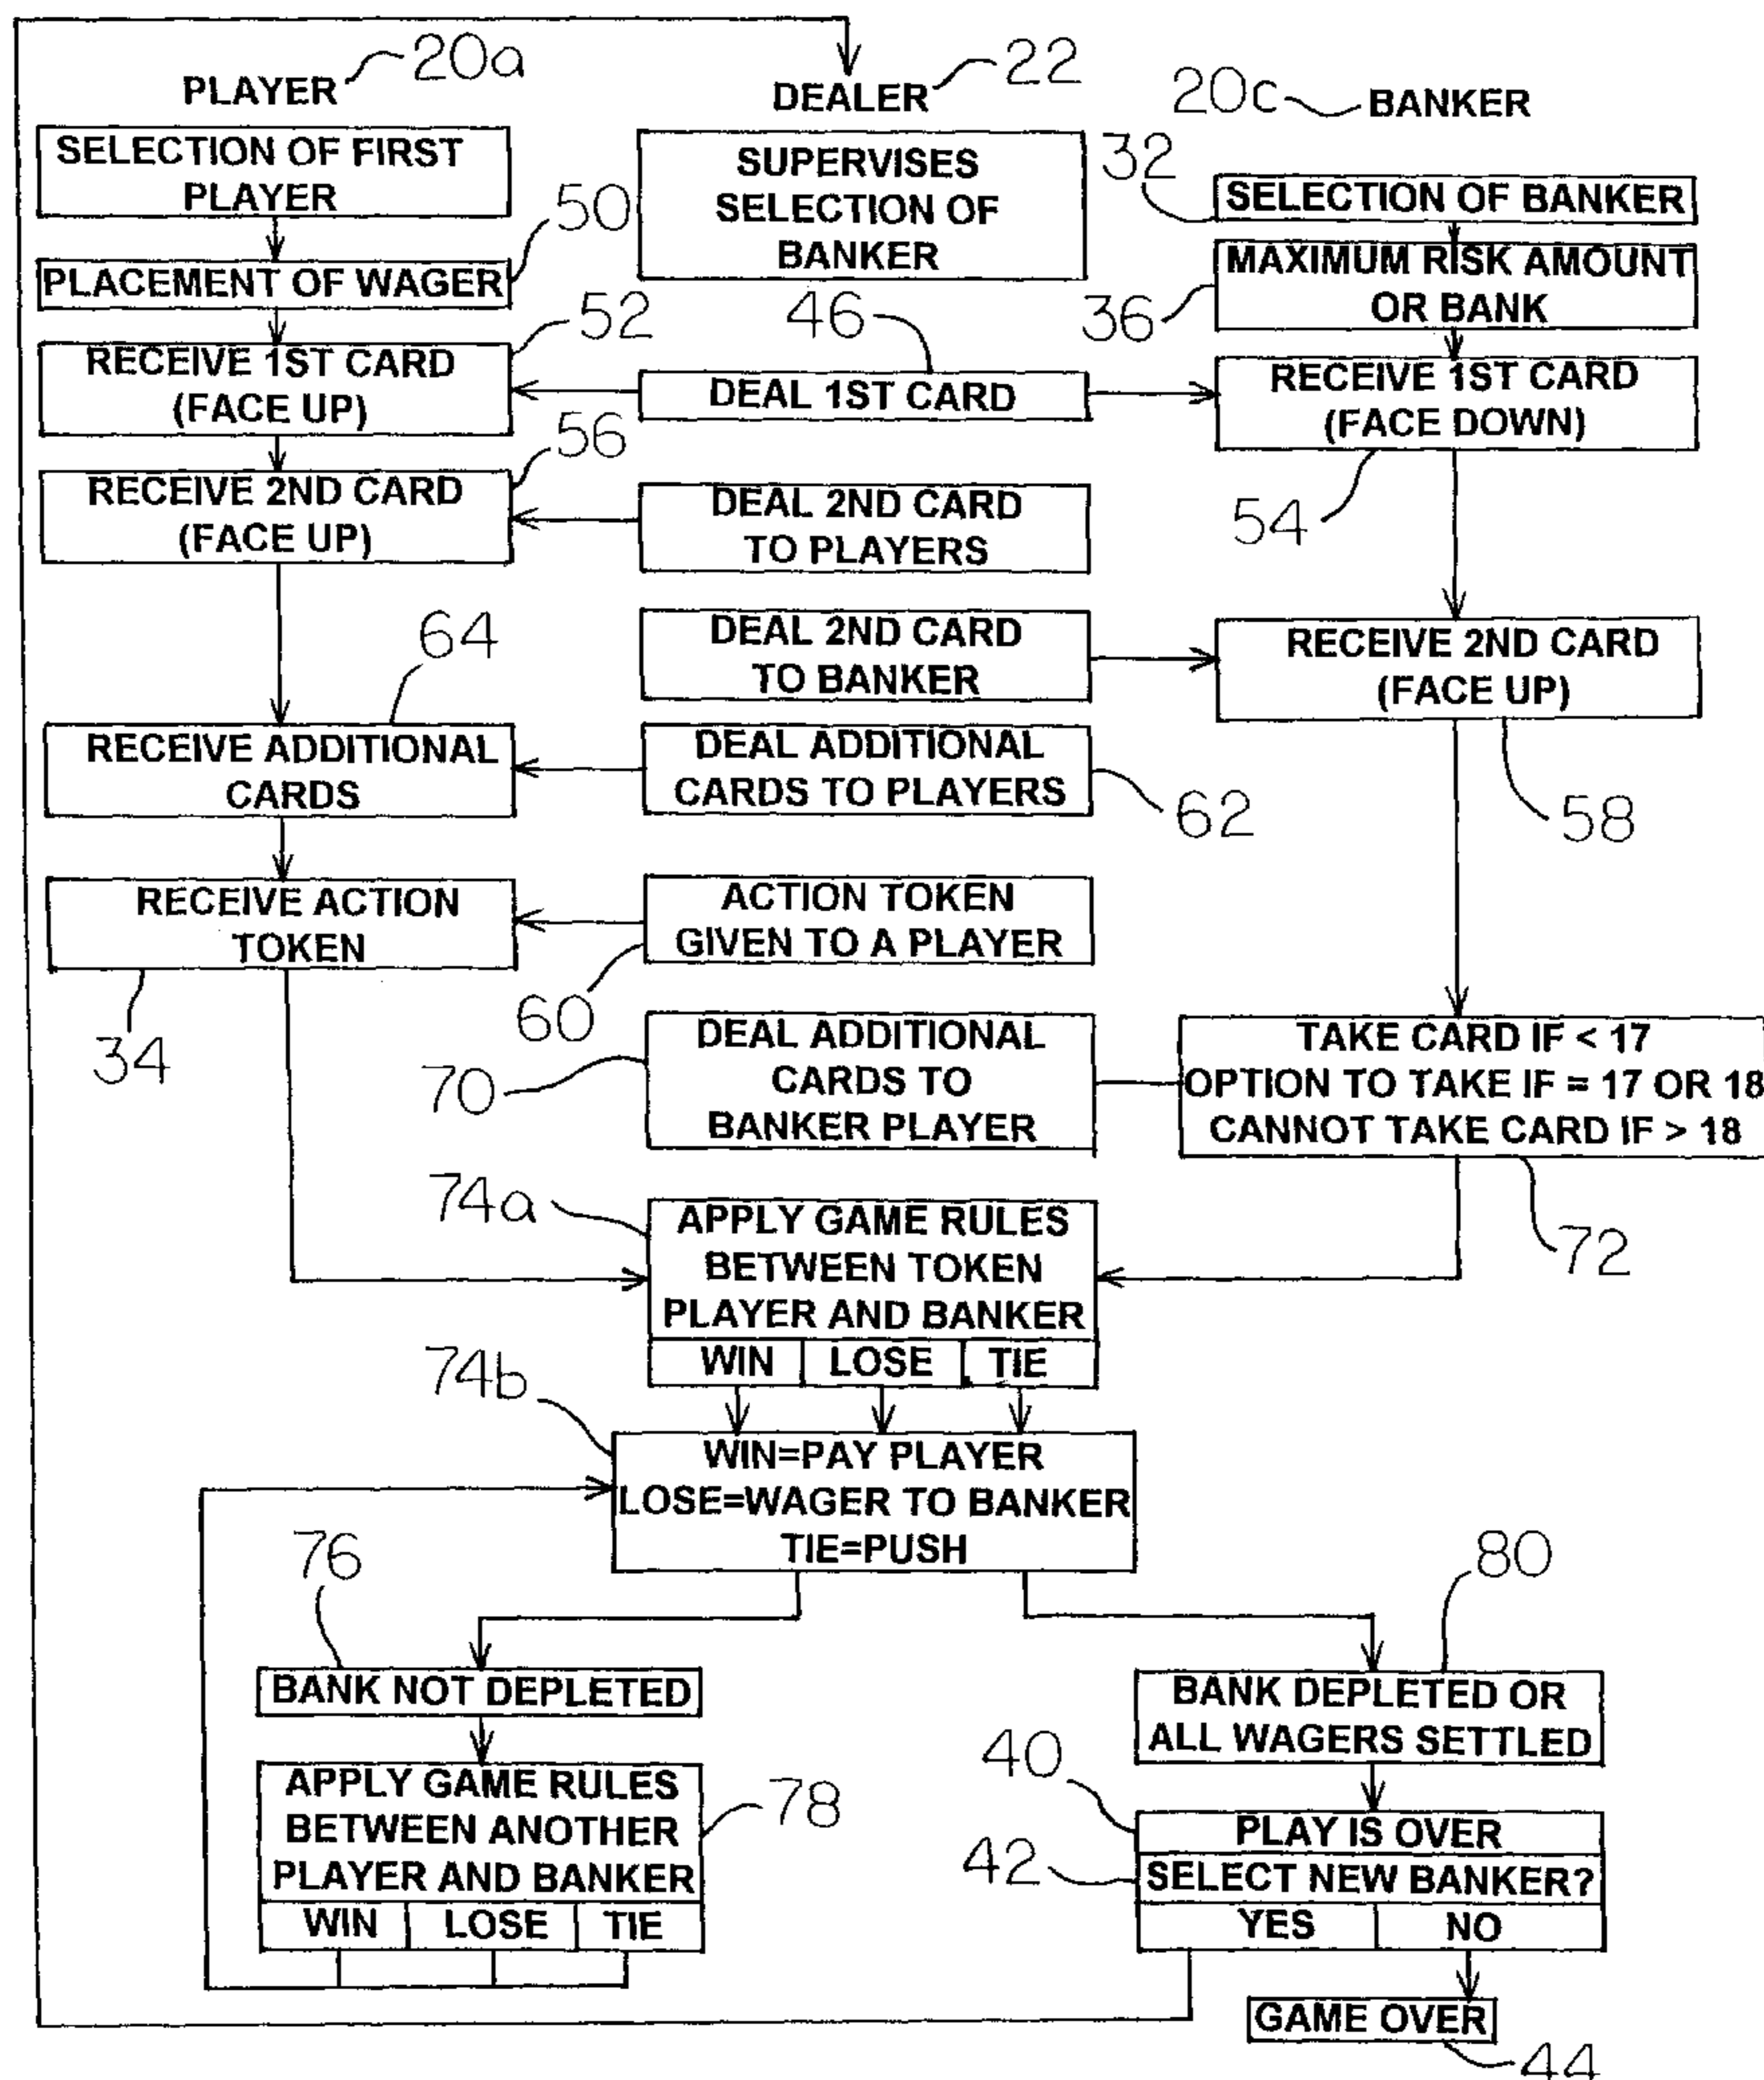 PLAYER 20a
DEALER 22
20c BANKER
SELECTION OF FIRST
PLAYER
50
PLACEMENT OF WAGER
52
RECEIVE 1ST CARD
(FACE UP)
56
RECEIVE 2ND CARD
(FACE UP)
64
RECEIVE ADDITIONAL
CARDS
RECEIVE ACTION
TOKEN
34
SUPERVISES
SELECTION OF
BANKER
46
DEAL 1ST CARD
DEAL 2ND CARD
TO PLAYERS
DEAL 2ND CARD
TO BANKER
DEAL ADDITIONAL
CARDS TO PLAYERS
62
ACTION TOKEN
GIVEN TO A PLAYER
60
70
DEAL ADDITIONAL
CARDS TO
BANKER PLAYER
32
SELECTION OF BANKER
36
MAXIMUM RISK AMOUNT
OR BANK
RECEIVE 1ST CARD
(FACE DOWN)
54
RECEIVE 2ND CARD
(FACE UP)
58
TAKE CARD IF < 17
OPTION TO TAKE IF = 17 OR 18
CANNOT TAKE CARD IF > 18
72
74a
APPLY GAME RULES
BETWEEN TOKEN
PLAYER AND BANKER
WIN LOSE TIE
74b
WIN=PAY PLAYER
LOSE=WAGER TO BANKER
TIE=PUSH
76
BANK NOT DEPLETED
APPLY GAME RULES
BETWEEN ANOTHER
PLAYER AND BANKER
78
WIN LOSE TIE
80
BANK DEPLETED OR
ALL WAGERS SETTLED
40
PLAY IS OVER
42
SELECT NEW BANKER?
YES NO
GAME OVER
44